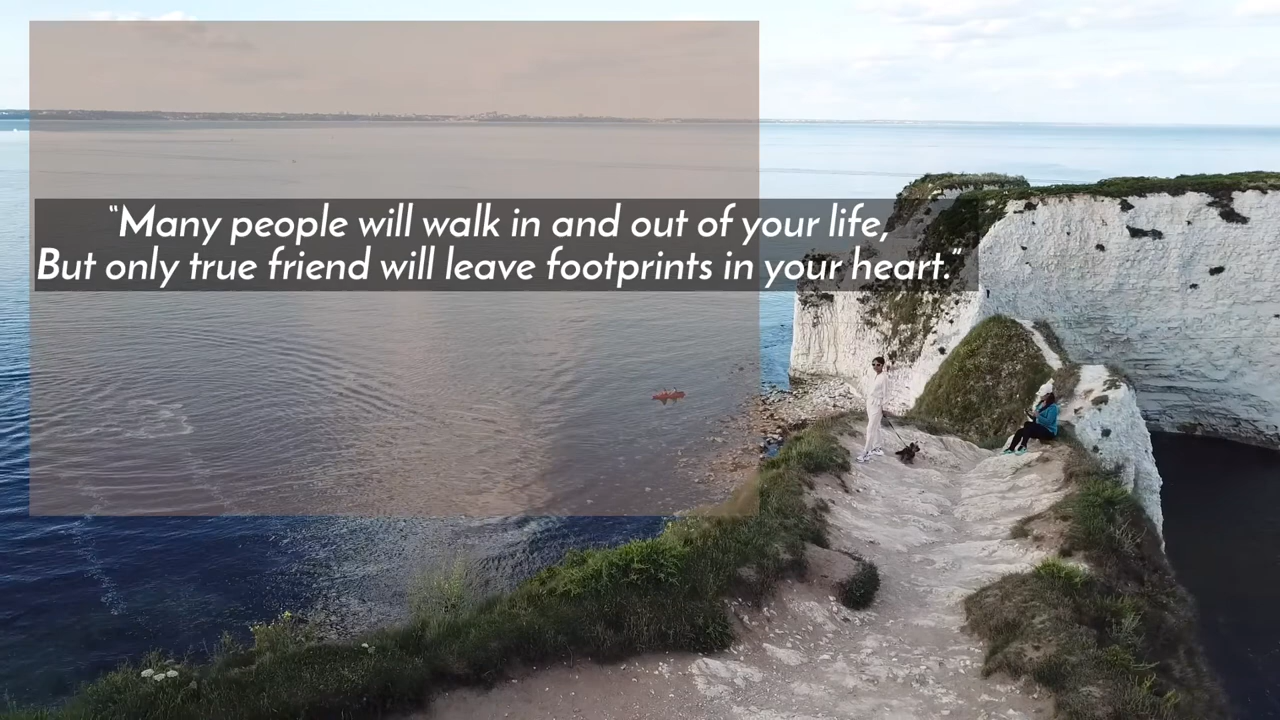 “Many people will walk in and out of your life,
But only true friend will leave footprints in your heart.”